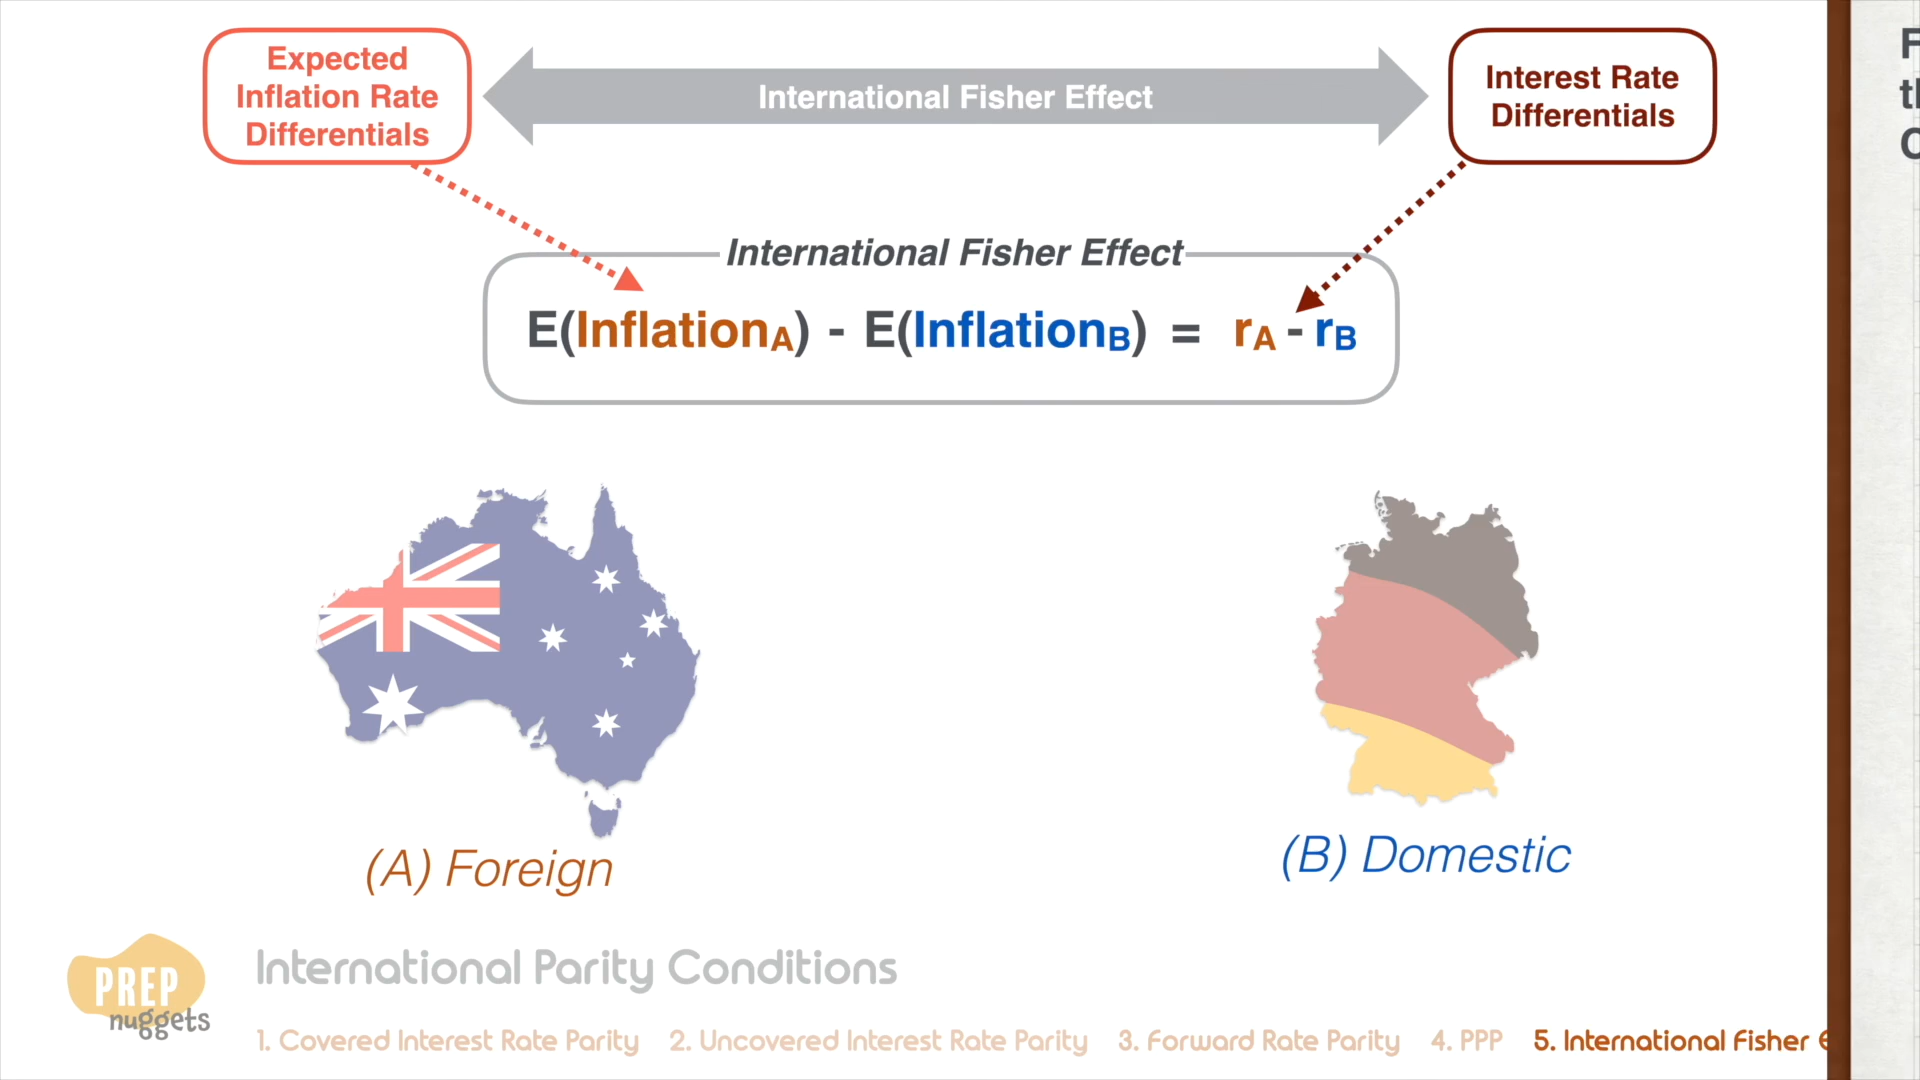 Expected
Inflation Rate
Differentials
International Fisher Effect
Interest Rate
Differentials
International Fisher Effect
E(InflationA) - E(InflationB) = rA - rB
(A) Foreign
(B) Domestic
PREP
nuggets
International Parity Conditions
1. Covered Interest Rate Parity 2. Uncovered Interest Rate Parity 3. Forward Rate Parity 4. PPP 5. International Fisher